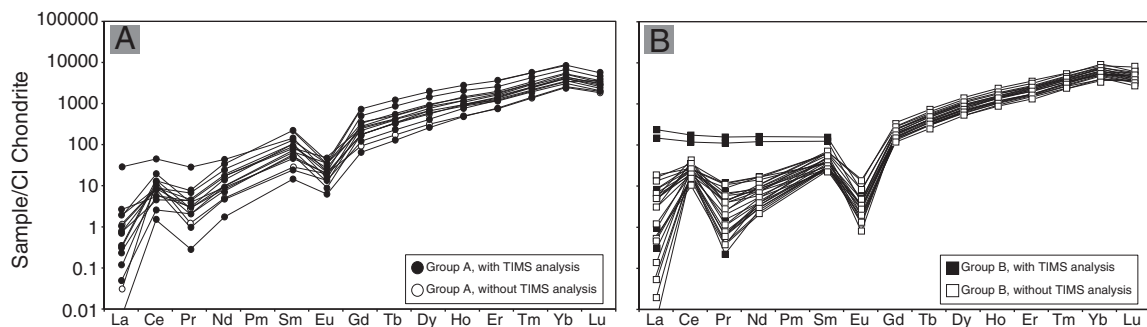 Sample/CI Chondrite
100000
10000
1000
100
10
1
0.1
0.01
A
Group A, with TIMS analysis
Group A, without TIMS analysis
La Ce Pr Nd Pm Sm Eu Gd Tb Dy Ho Er Tm Yb Lu
B
Group B, with TIMS analysis
Group B, without TIMS analysis
La Ce Pr Nd Pm Sm Eu Gd Tb Dy Ho Er Tm Yb Lu